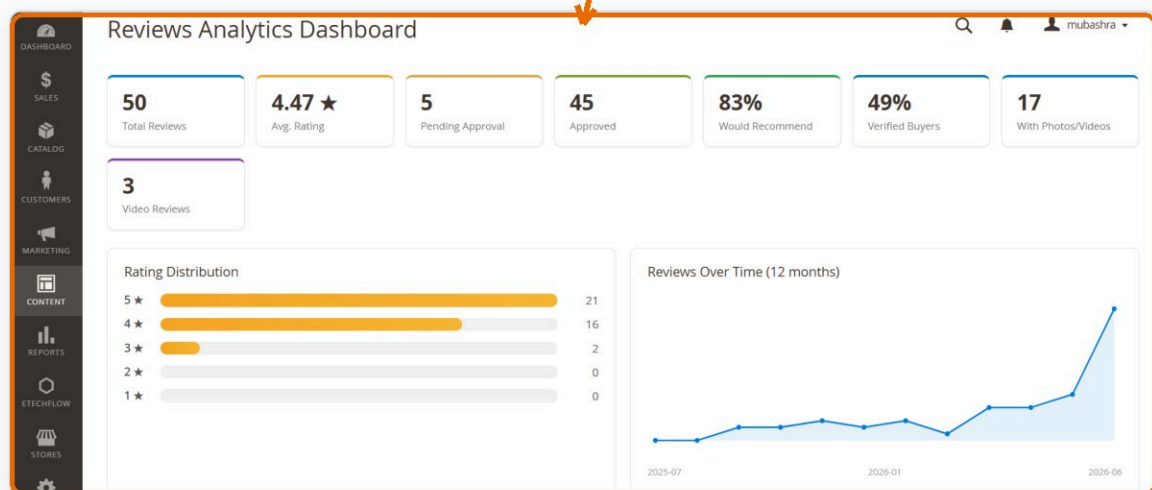 Reviews Analytics Dashboard
mubashra
DASHBOARD
SALES
CATALOG
CUSTOMERS
MARKETING
CONTENT
REPORTS
ETECHFLOW
STORES
50
Total Reviews
4.47 ★
Avg. Rating
5
Pending Approval
45
Approved
83%
Would Recommend
49%
Verified Buyers
17
With Photos/Videos
3
Video Reviews
Rating Distribution
5 ★ 21
4 ★ 16
3 ★ 2
2 ★ 0
1 ★ 0
Reviews Over Time (12 months)
2025-07 2026-01 2026-06